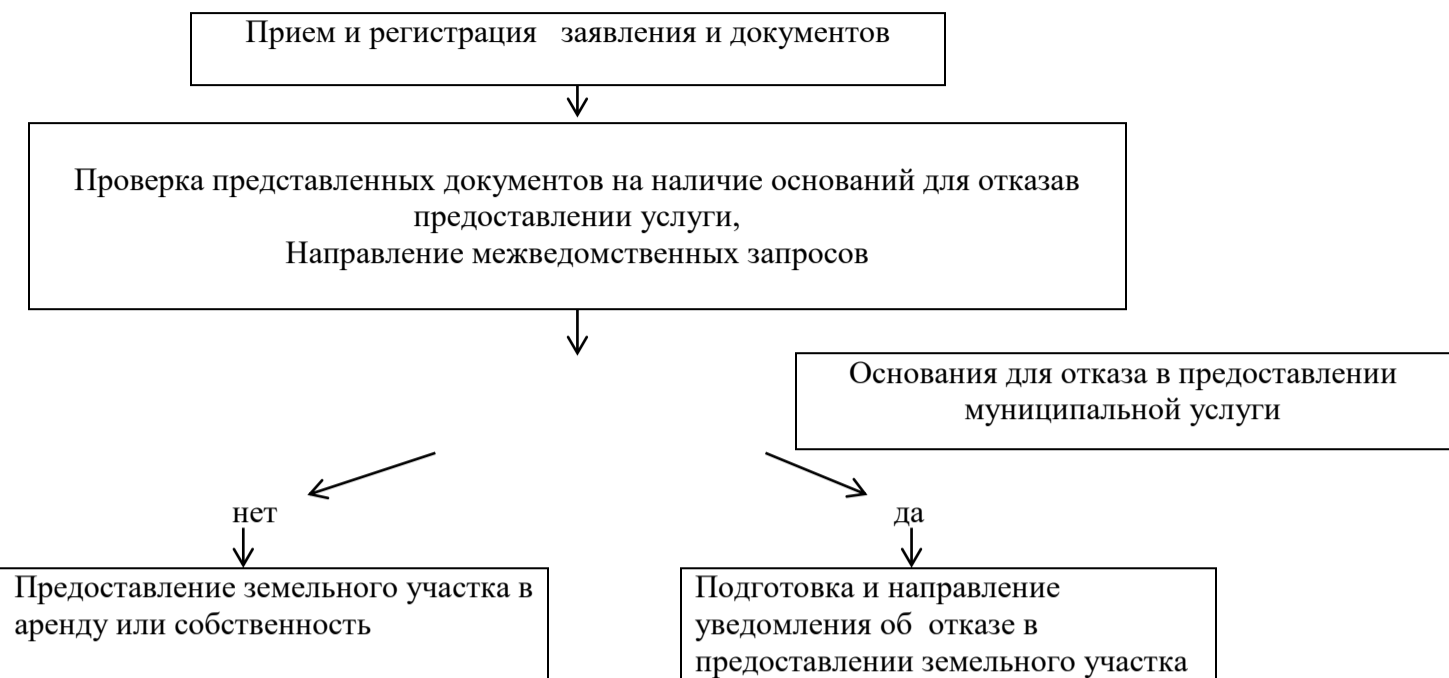 Прием и регистрация заявления и документов
Проверка представленных документов на наличие оснований для отказав
предоставлении услуги,
Направление межведомственных запросов
Основания для отказа в предоставлении
муниципальной услуги
нет
да
Предоставление земельного участка в
аренду или собственность
Подготовка и направление
уведомления об отказе в
предоставлении земельного участка